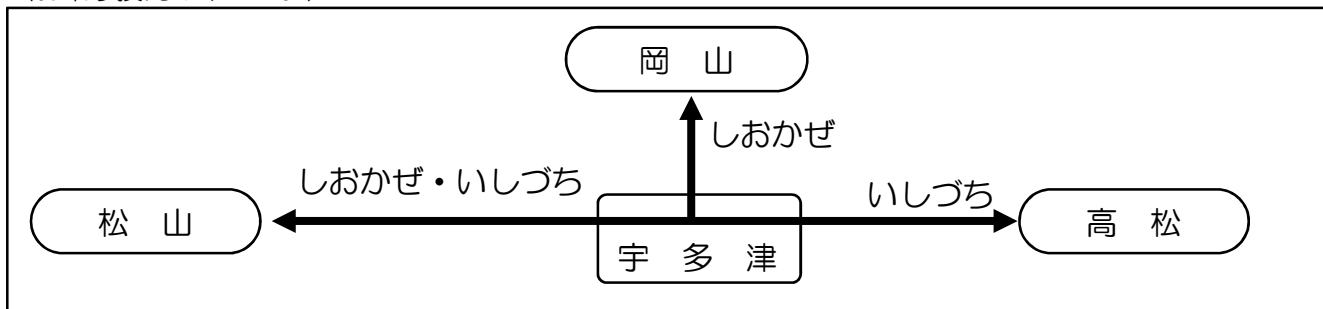 岡 山
しおかぜ
しおかぜ・いしづち
いしづち
松 山
宇 多 津
高 松